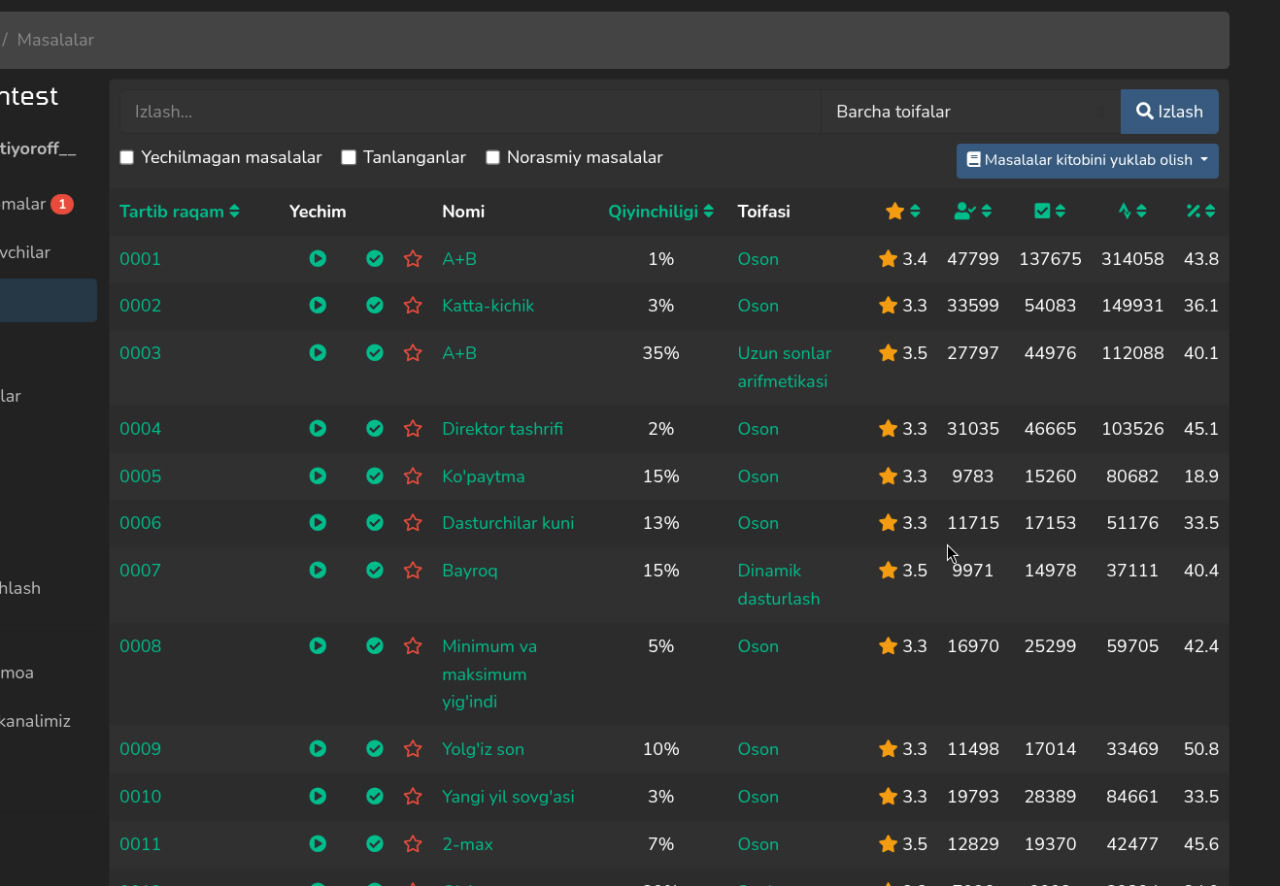 / Masalalar
ntest
tiyoroff__
malar 1
vchilar
lar
hlash
moa
kanalimiz
Izlash... Barcha toifalar Izlash
Yechilmagan masalalar Tanlanganlar Norasmiy masalalar Masalalar kitobini yuklab olish
Tartib raqam Yechim Nomi Qiyinchiligi Toifasi
0001 A+B 1% Oson 3.4 47799 137675 314058 43.8
0002 Katta-kichik 3% Oson 3.3 33599 54083 149931 36.1
0003 A+B 35% Uzun sonlar 3.5 27797 44976 112088 40.1
arifmetikasi
0004 Direktor tashrifi 2% Oson 3.3 31035 46665 103526 45.1
0005 Ko'paytma 15% Oson 3.3 9783 15260 80682 18.9
0006 Dasturchilar kuni 13% Oson 3.3 11715 17153 51176 33.5
0007 Bayroq 15% Dinamik 3.5 9971 14978 37111 40.4
dasturlash
0008 Minimum va 5% Oson 3.3 16970 25299 59705 42.4
maksimum
yig'indi
0009 Yolg'iz son 10% Oson 3.3 11498 17014 33469 50.8
0010 Yangi yil sovg'asi 3% Oson 3.3 19793 28389 84661 33.5
0011 2-max 7% Oson 3.5 12829 19370 42477 45.6